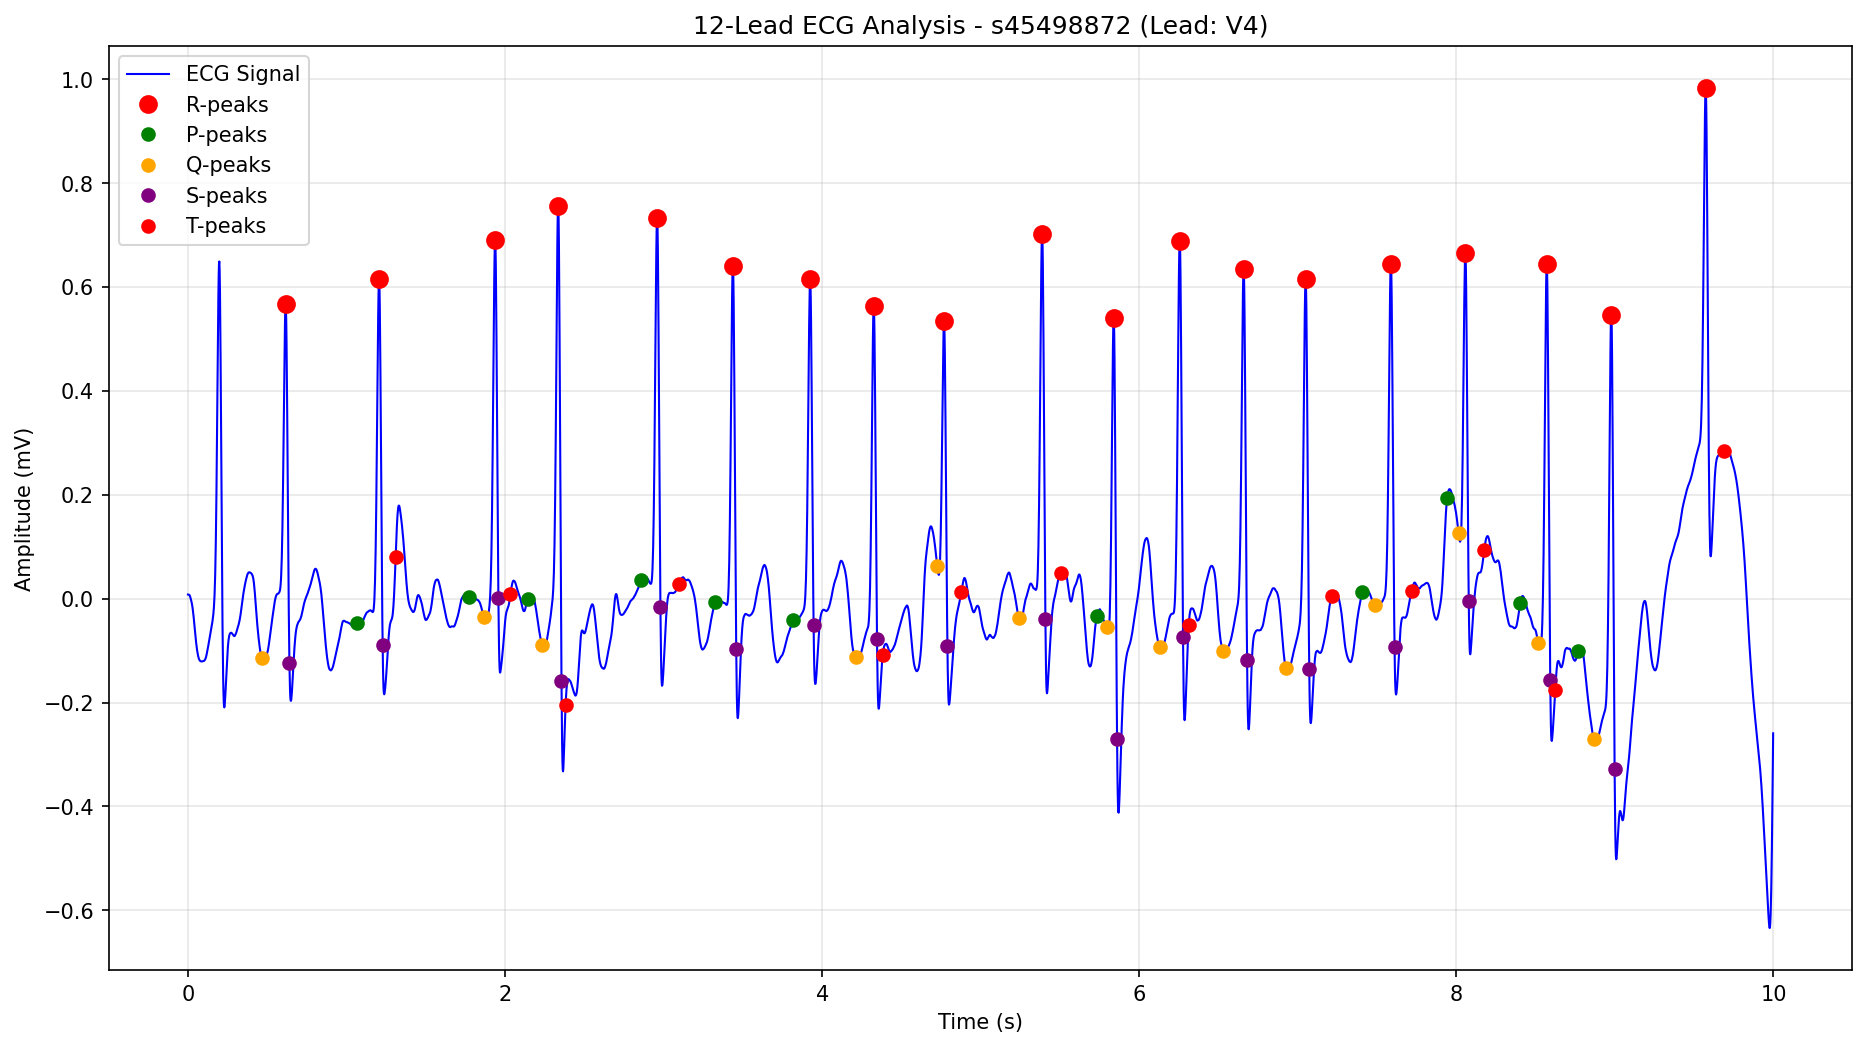 12-Lead ECG Analysis - s45498872 (Lead: V4)
ECG Signal
R-peaks
P-peaks
Q-peaks
S-peaks
T-peaks
Amplitude (mV)
1.0
0.8
0.6
0.4
0.2
0.0
−0.2
−0.4
−0.6
0 2 4 6 8 10
Time (s)